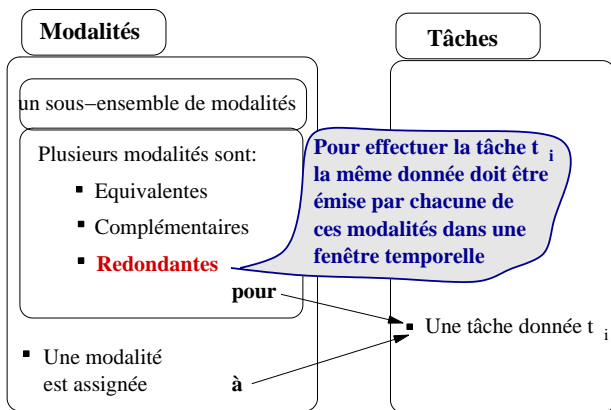 Modalités
Tâches
un sous−ensemble de modalités
Plusieurs modalités sont:
▪ Equivalentes
▪ Complémentaires
▪ Redondantes
Pour effectuer la tâche t i
la même donnée doit être
émise par chacune de
ces modalités dans une
fenêtre temporelle
pour
▪ Une tâche donnée t i
▪ Une modalité
est assignée
à